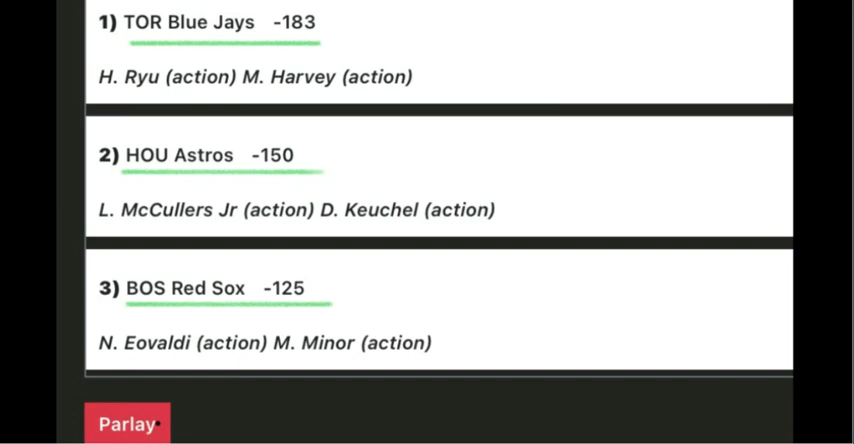 1) TOR Blue Jays -183
H. Ryu (action) M. Harvey (action)
2) HOU Astros -150
L. McCullers Jr (action) D. Keuchel (action)
3) BOS Red Sox -125
N. Eovaldi (action) M. Minor (action)
Parlay